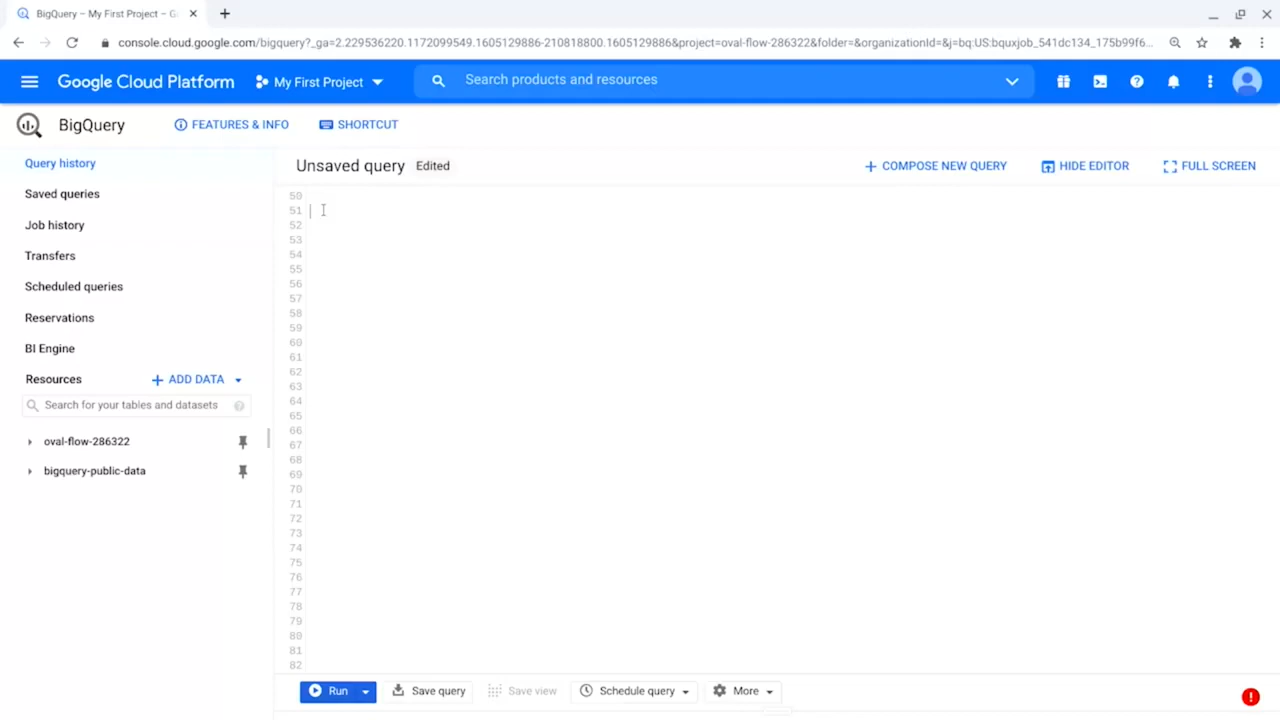 BigQuery – My First Project – G
console.cloud.google.com/bigquery?_ga=2.229536220.1172099549.1605129886-210818800.1605129886&project=oval-flow-286322&folder=&organizationId=&j=bq:US:bquxjob_541dc134_175b99f6...
Google Cloud Platform My First Project Search products and resources
BigQuery FEATURES & INFO SHORTCUT
Query history
Saved queries
Job history
Transfers
Scheduled queries
Reservations
BI Engine
Resources ADD DATA
Search for your tables and datasets
oval-flow-286322
bigquery-public-data
Unsaved query Edited COMPOSE NEW QUERY HIDE EDITOR FULL SCREEN
50
51
52
53
54
55
56
57
58
59
60
61
62
63
64
65
66
67
68
69
70
71
72
73
74
75
76
77
78
79
80
81
82
Run Save query Save view Schedule query More